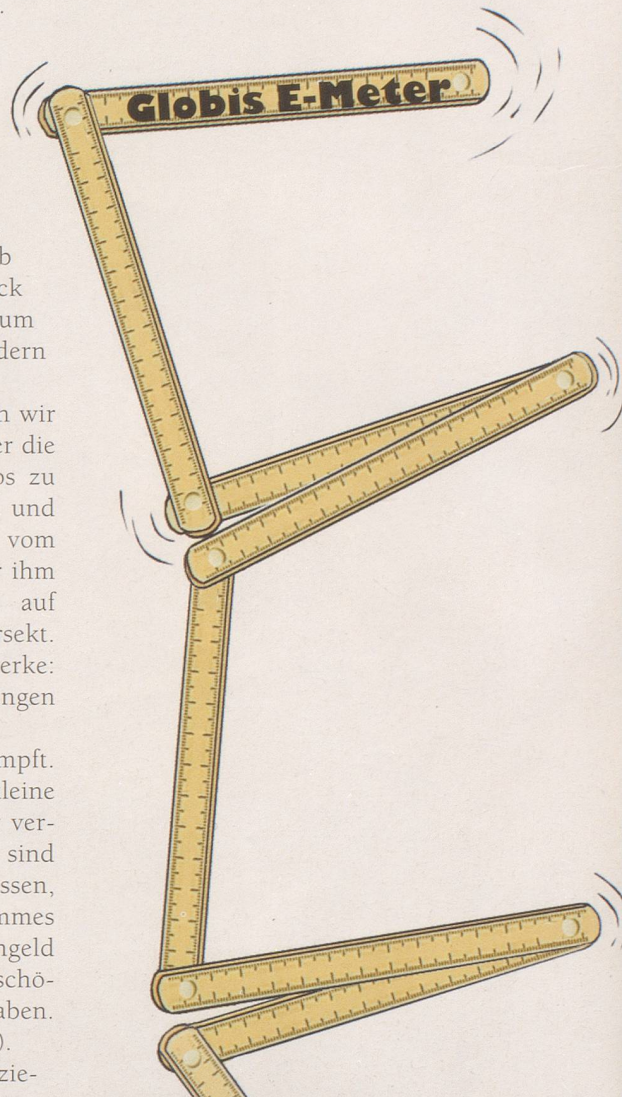 Globis E-Meter
b
ck
um
dern
n wir
er die
os zu
und
vom
r ihm
auf
rsekt.
erke:
ngen
mpft.
leine
ver-
sind
ssen,
mmes
ngeld
schö-
aben.
).
zie-